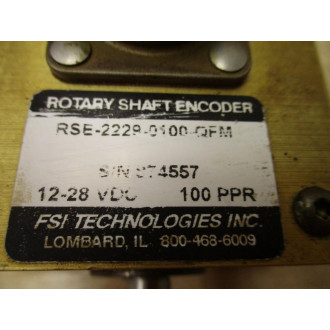 ROTARY SHAFT ENCODER
RSE-2229-0100-QFM
S/N 874557
12-28 VDC 100 PPR
FSI TECHNOLOGIES INC.
LOMBARD, IL 800-468-6009